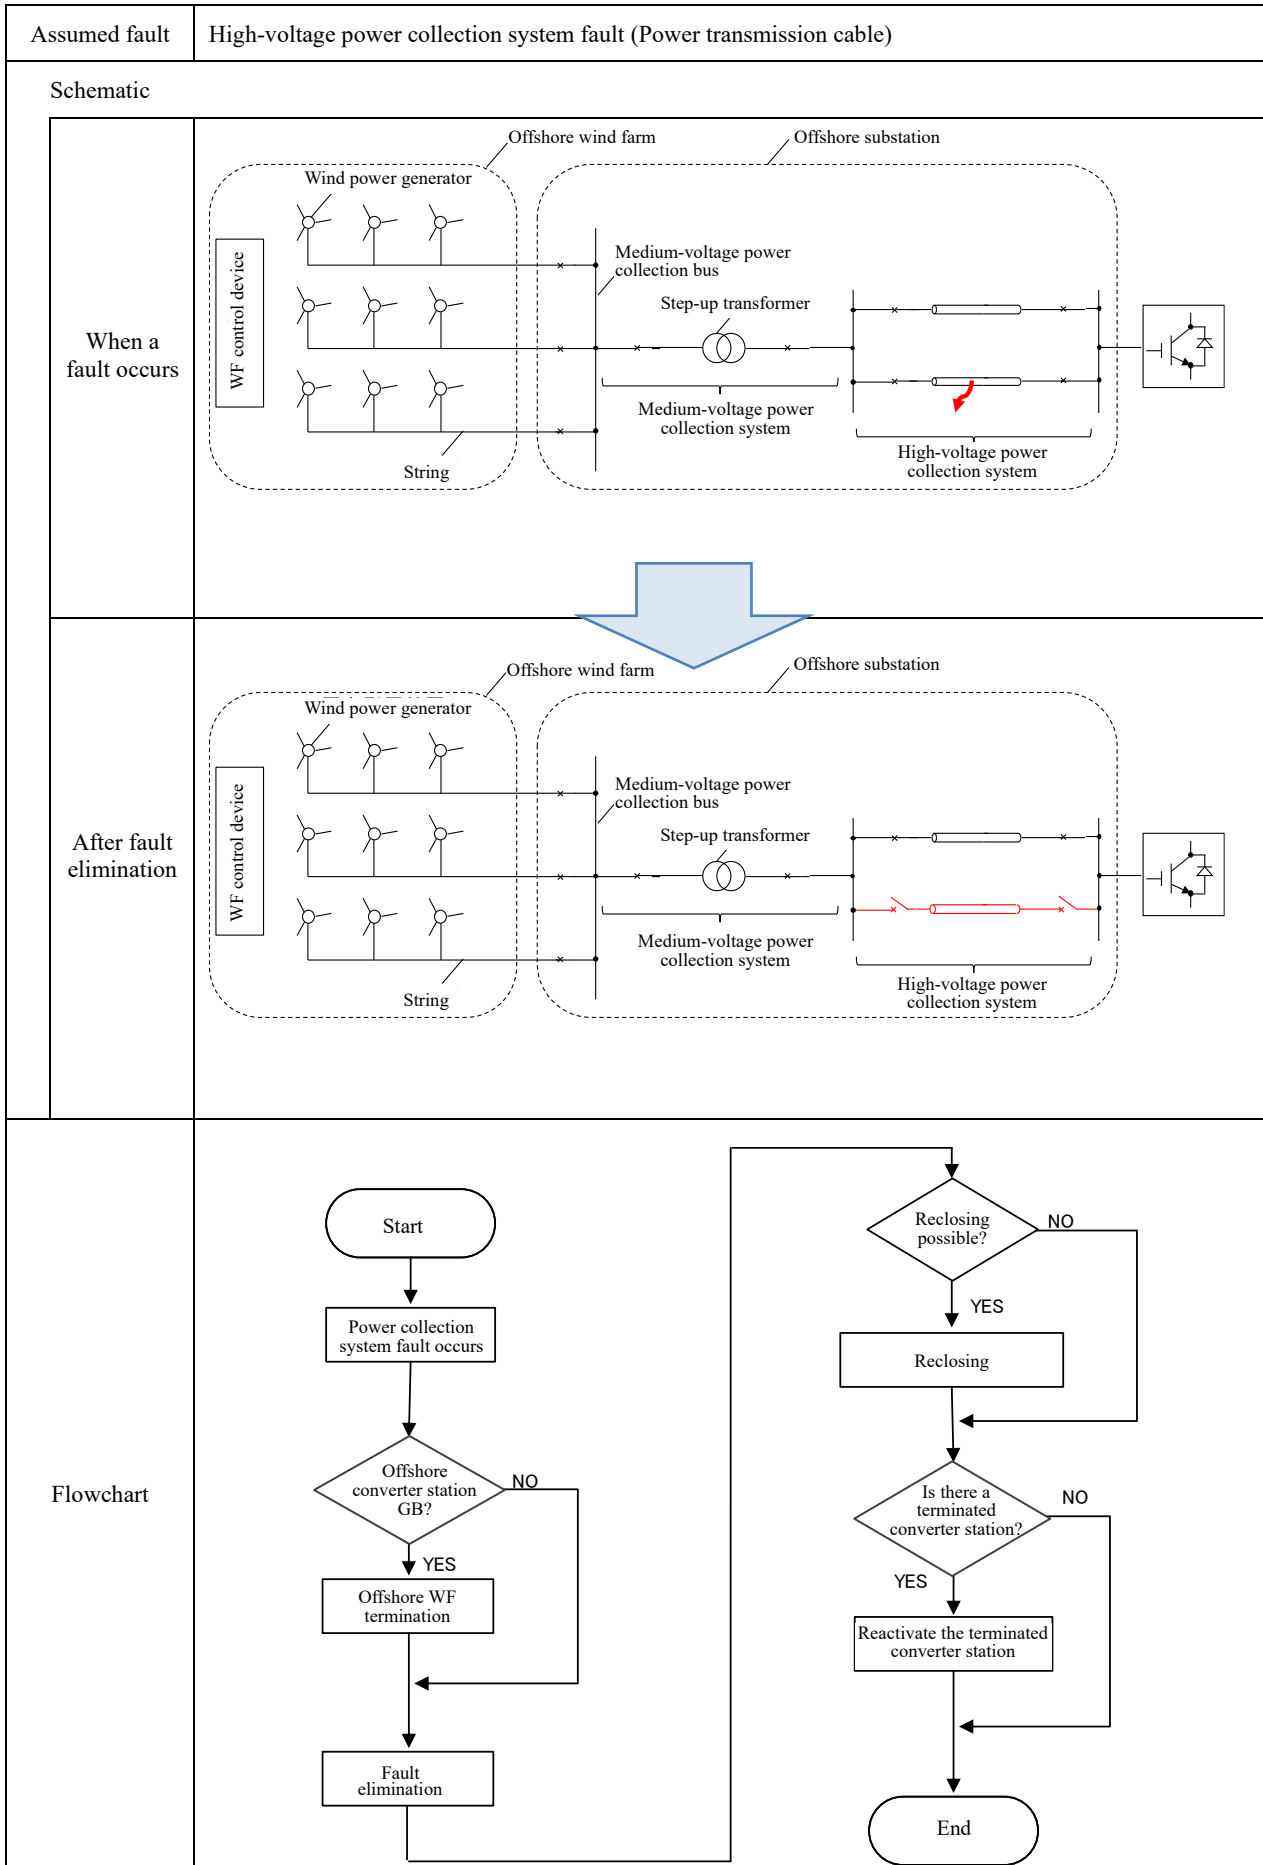 Assumed fault
High-voltage power collection system fault (Power transmission cable)
Schematic
When a
fault occurs
Offshore wind farm
Offshore substation
Wind power generator
WF control device
Medium-voltage power
collection bus
Step-up transformer
Medium-voltage power
collection system
High-voltage power
collection system
String
After fault
elimination
Offshore wind farm
Offshore substation
Wind power generator
WF control device
Medium-voltage power
collection bus
Step-up transformer
Medium-voltage power
collection system
High-voltage power
collection system
String
Flowchart
Start
Power collection
system fault occurs
Offshore
converter station
GB?
NO
YES
Offshore WF
termination
Fault
elimination
Reclosing
possible?
NO
YES
Reclosing
Is there a
terminated
converter station?
NO
YES
Reactivate the terminated
converter station
End